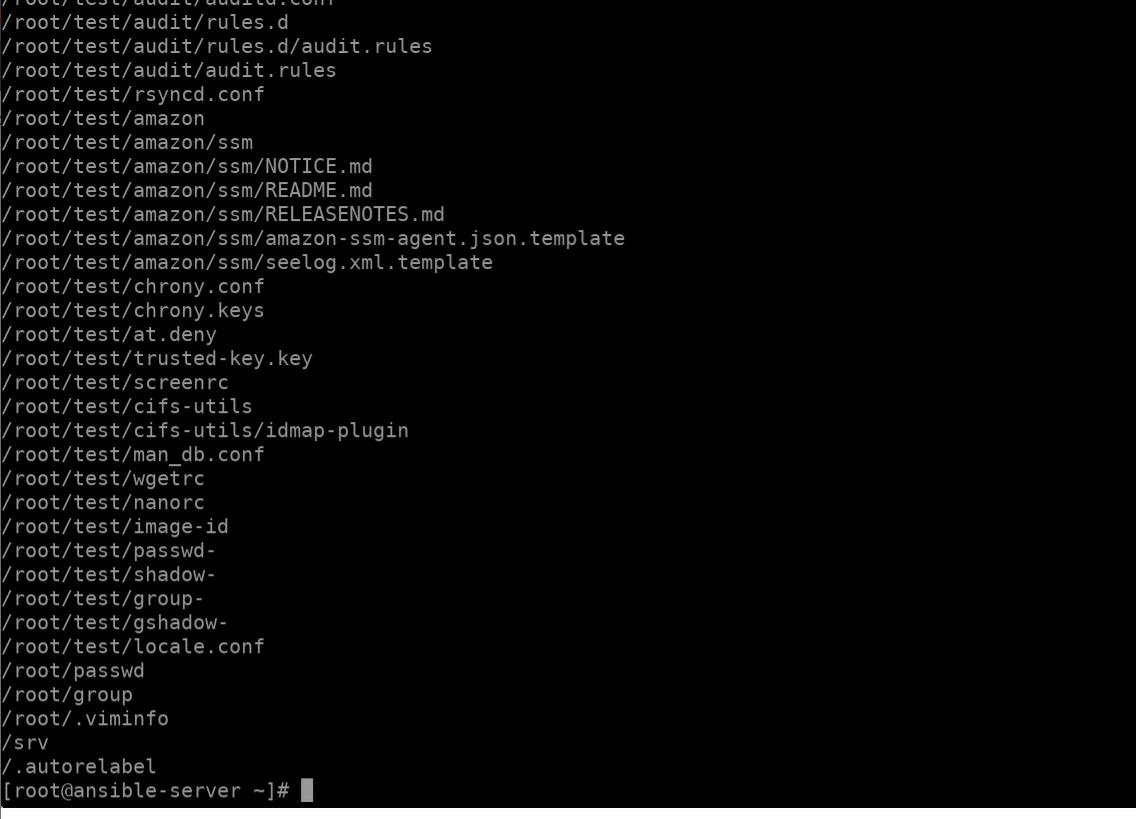 /root/test/audit/auditd.conf
/root/test/audit/rules.d
/root/test/audit/rules.d/audit.rules
/root/test/audit/audit.rules
/root/test/rsyncd.conf
/root/test/amazon
/root/test/amazon/ssm
/root/test/amazon/ssm/NOTICE.md
/root/test/amazon/ssm/README.md
/root/test/amazon/ssm/RELEASENOTES.md
/root/test/amazon/ssm/amazon-ssm-agent.json.template
/root/test/amazon/ssm/seelog.xml.template
/root/test/chrony.conf
/root/test/chrony.keys
/root/test/at.deny
/root/test/trusted-key.key
/root/test/screenrc
/root/test/cifs-utils
/root/test/cifs-utils/idmap-plugin
/root/test/man_db.conf
/root/test/wgetrc
/root/test/nanorc
/root/test/image-id
/root/test/passwd-
/root/test/shadow-
/root/test/group-
/root/test/gshadow-
/root/test/locale.conf
/root/passwd
/root/group
/root/.viminfo
/srv
/.autorelabel
[root@ansible-server ~]#